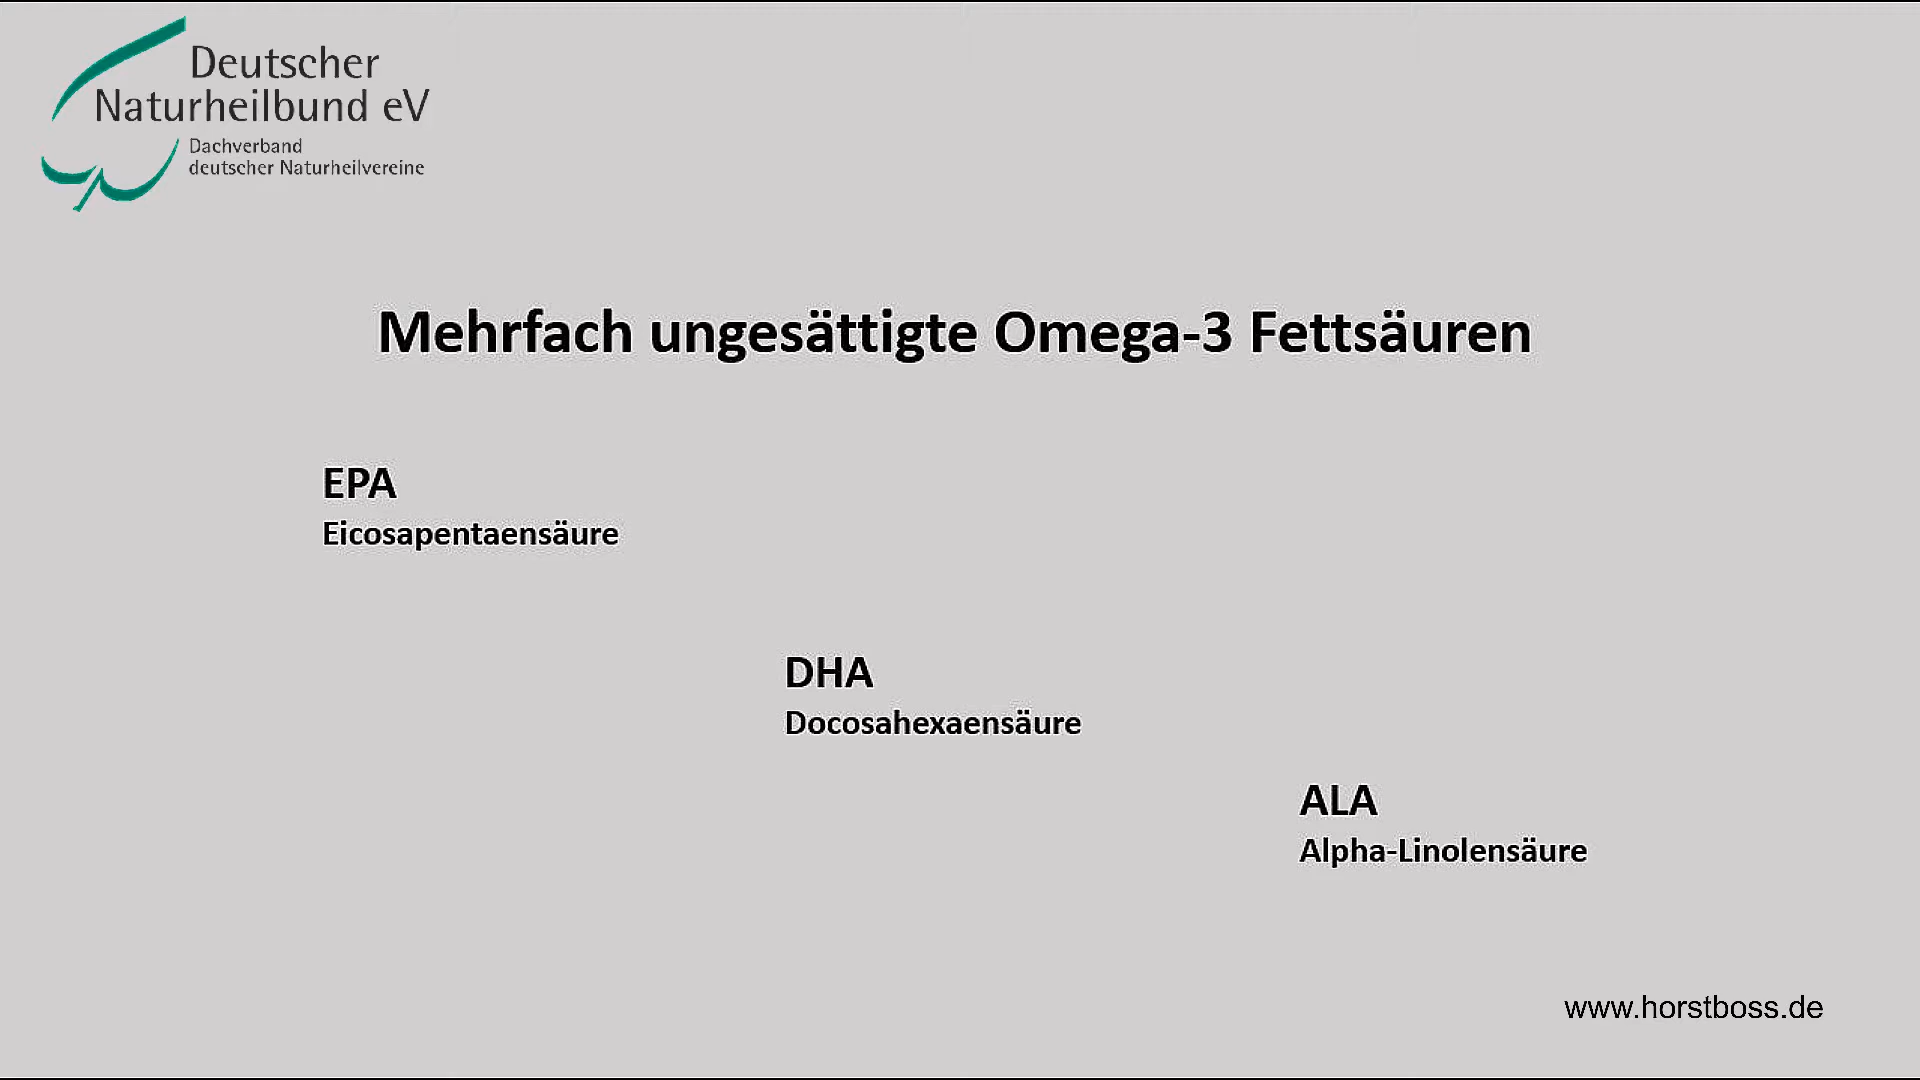 Deutscher
Naturheilbund eV
Dachverband
deutscher Naturheilvereine
Mehrfach ungesättigte Omega-3 Fettsäuren
EPA
Eicosapentaensäure
DHA
Docosahexaensäure
ALA
Alpha-Linolensäure
www.horstboss.de